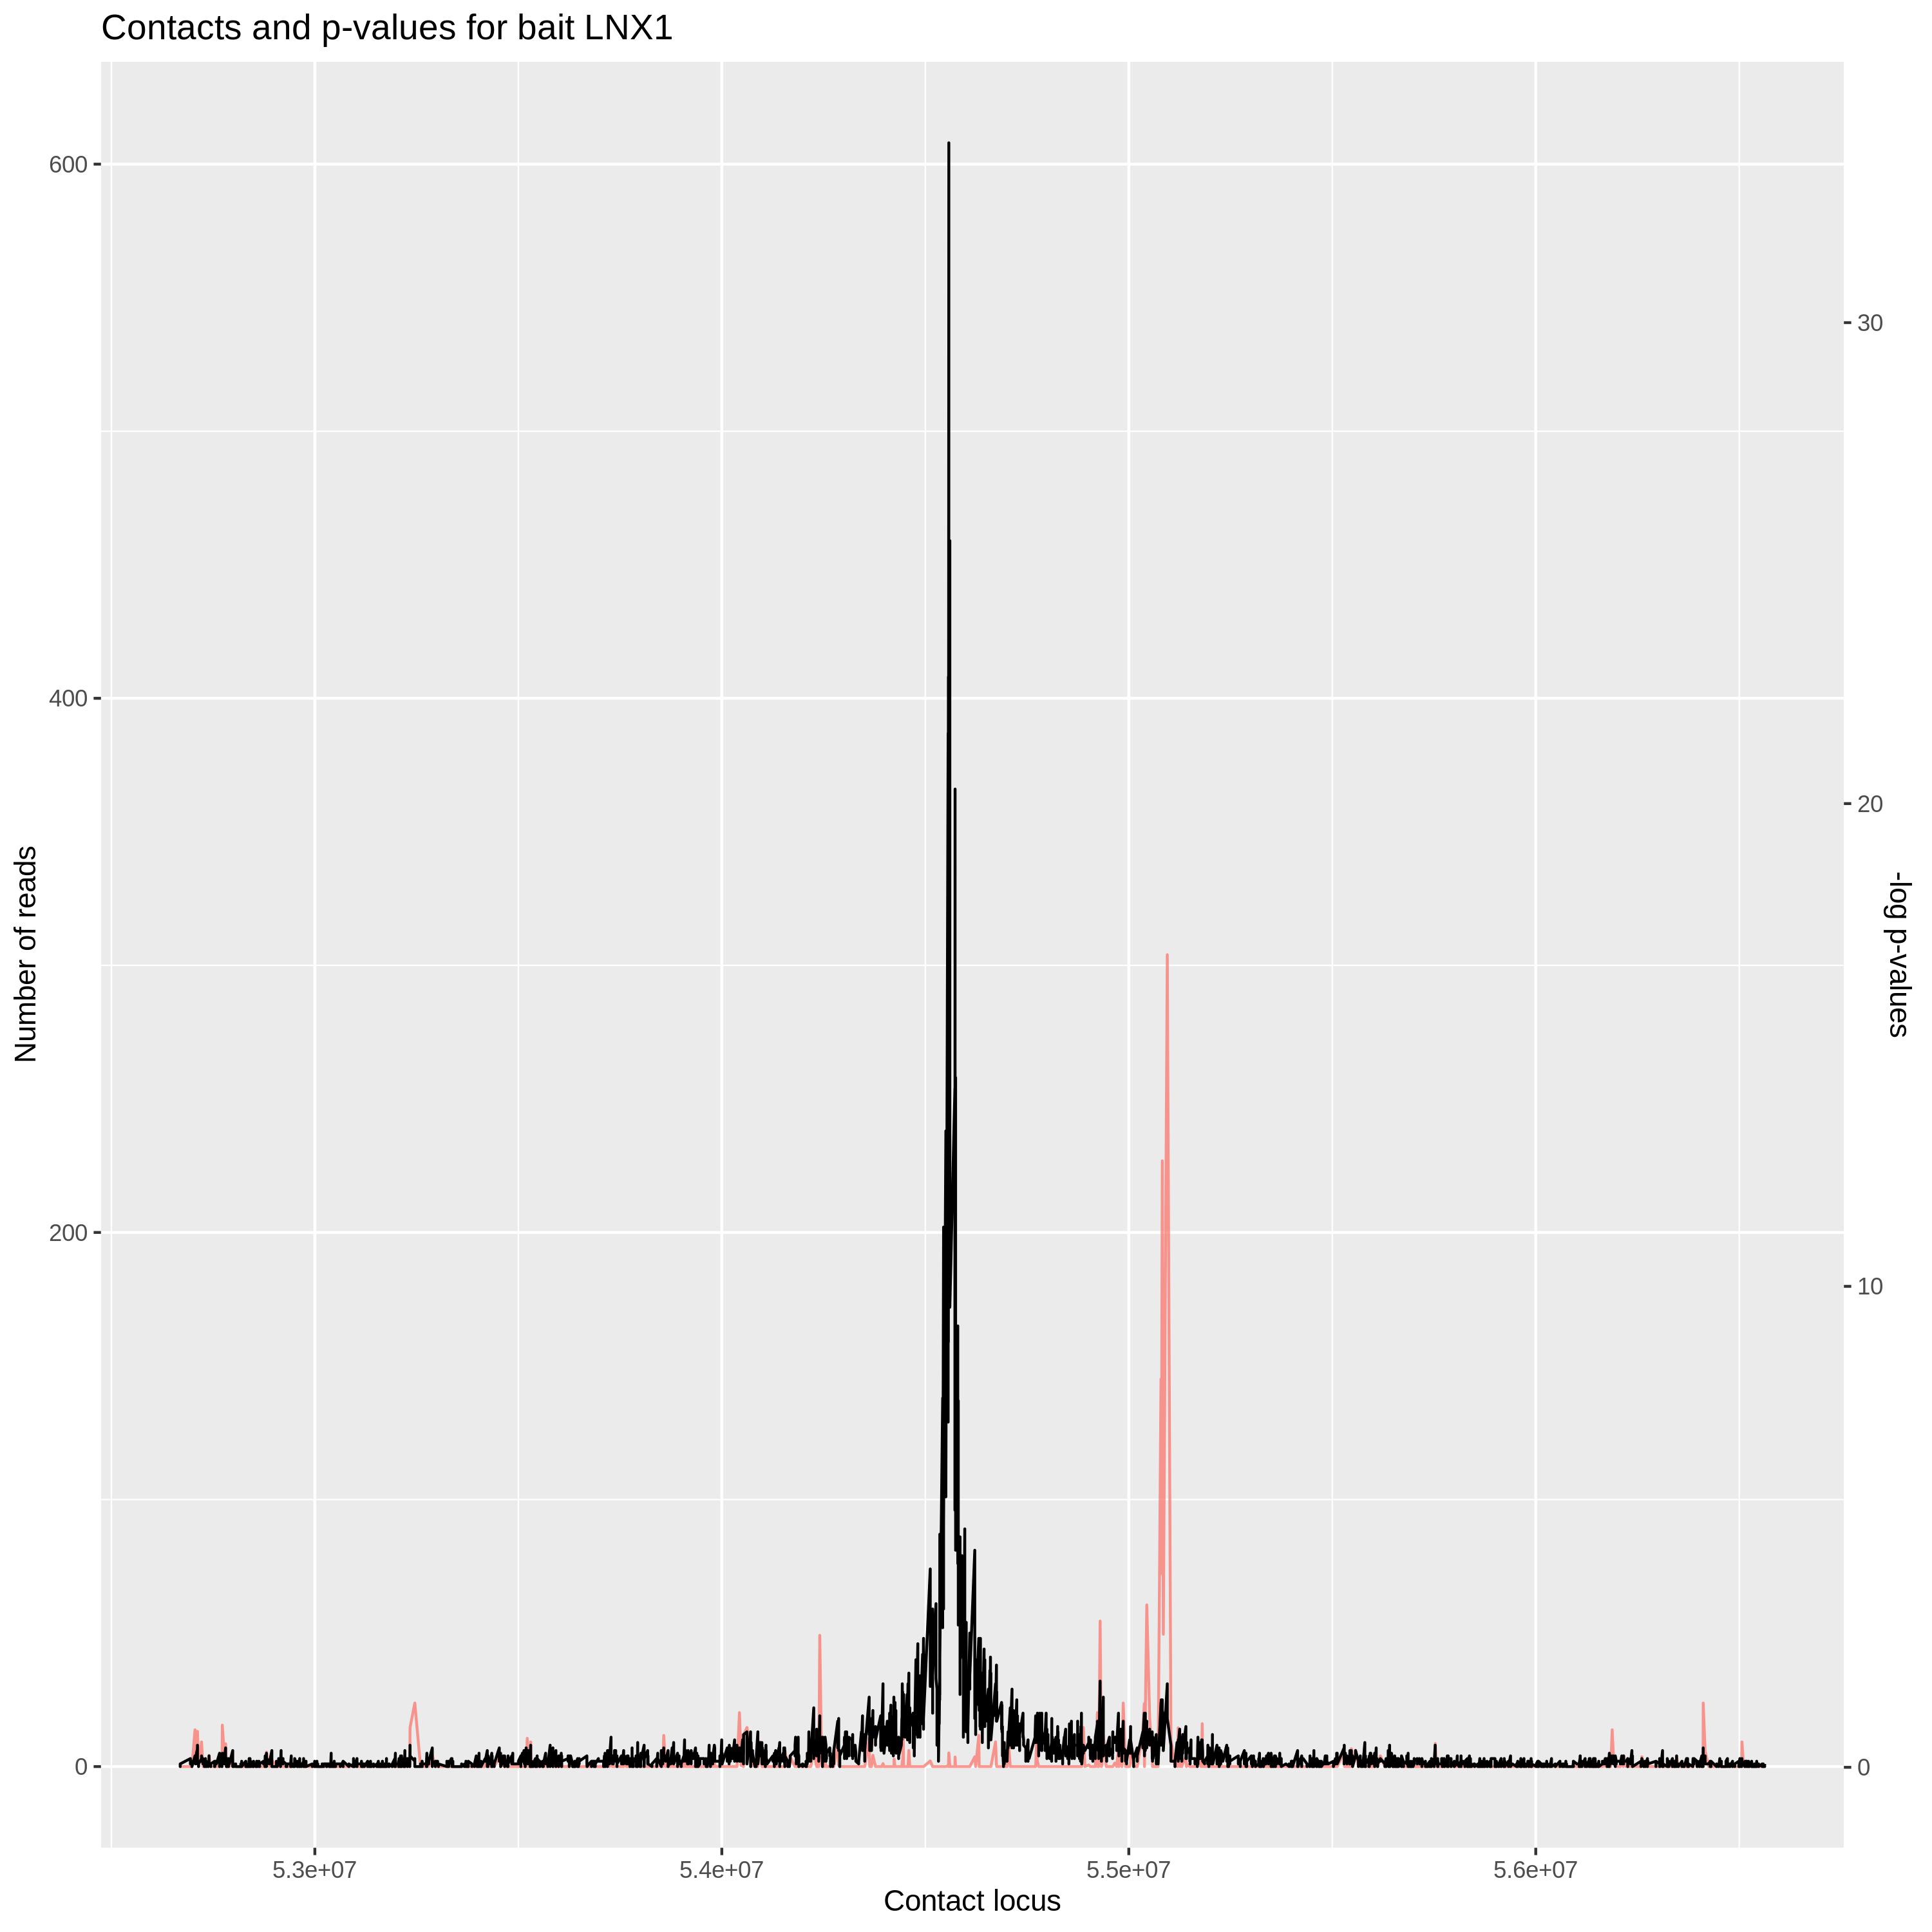 Contacts and p-values for bait LNX1
600
400
200
0
Number of reads
30
20
10
0
-log p-values
5.3e+07
5.4e+07
5.5e+07
5.6e+07
Contact locus